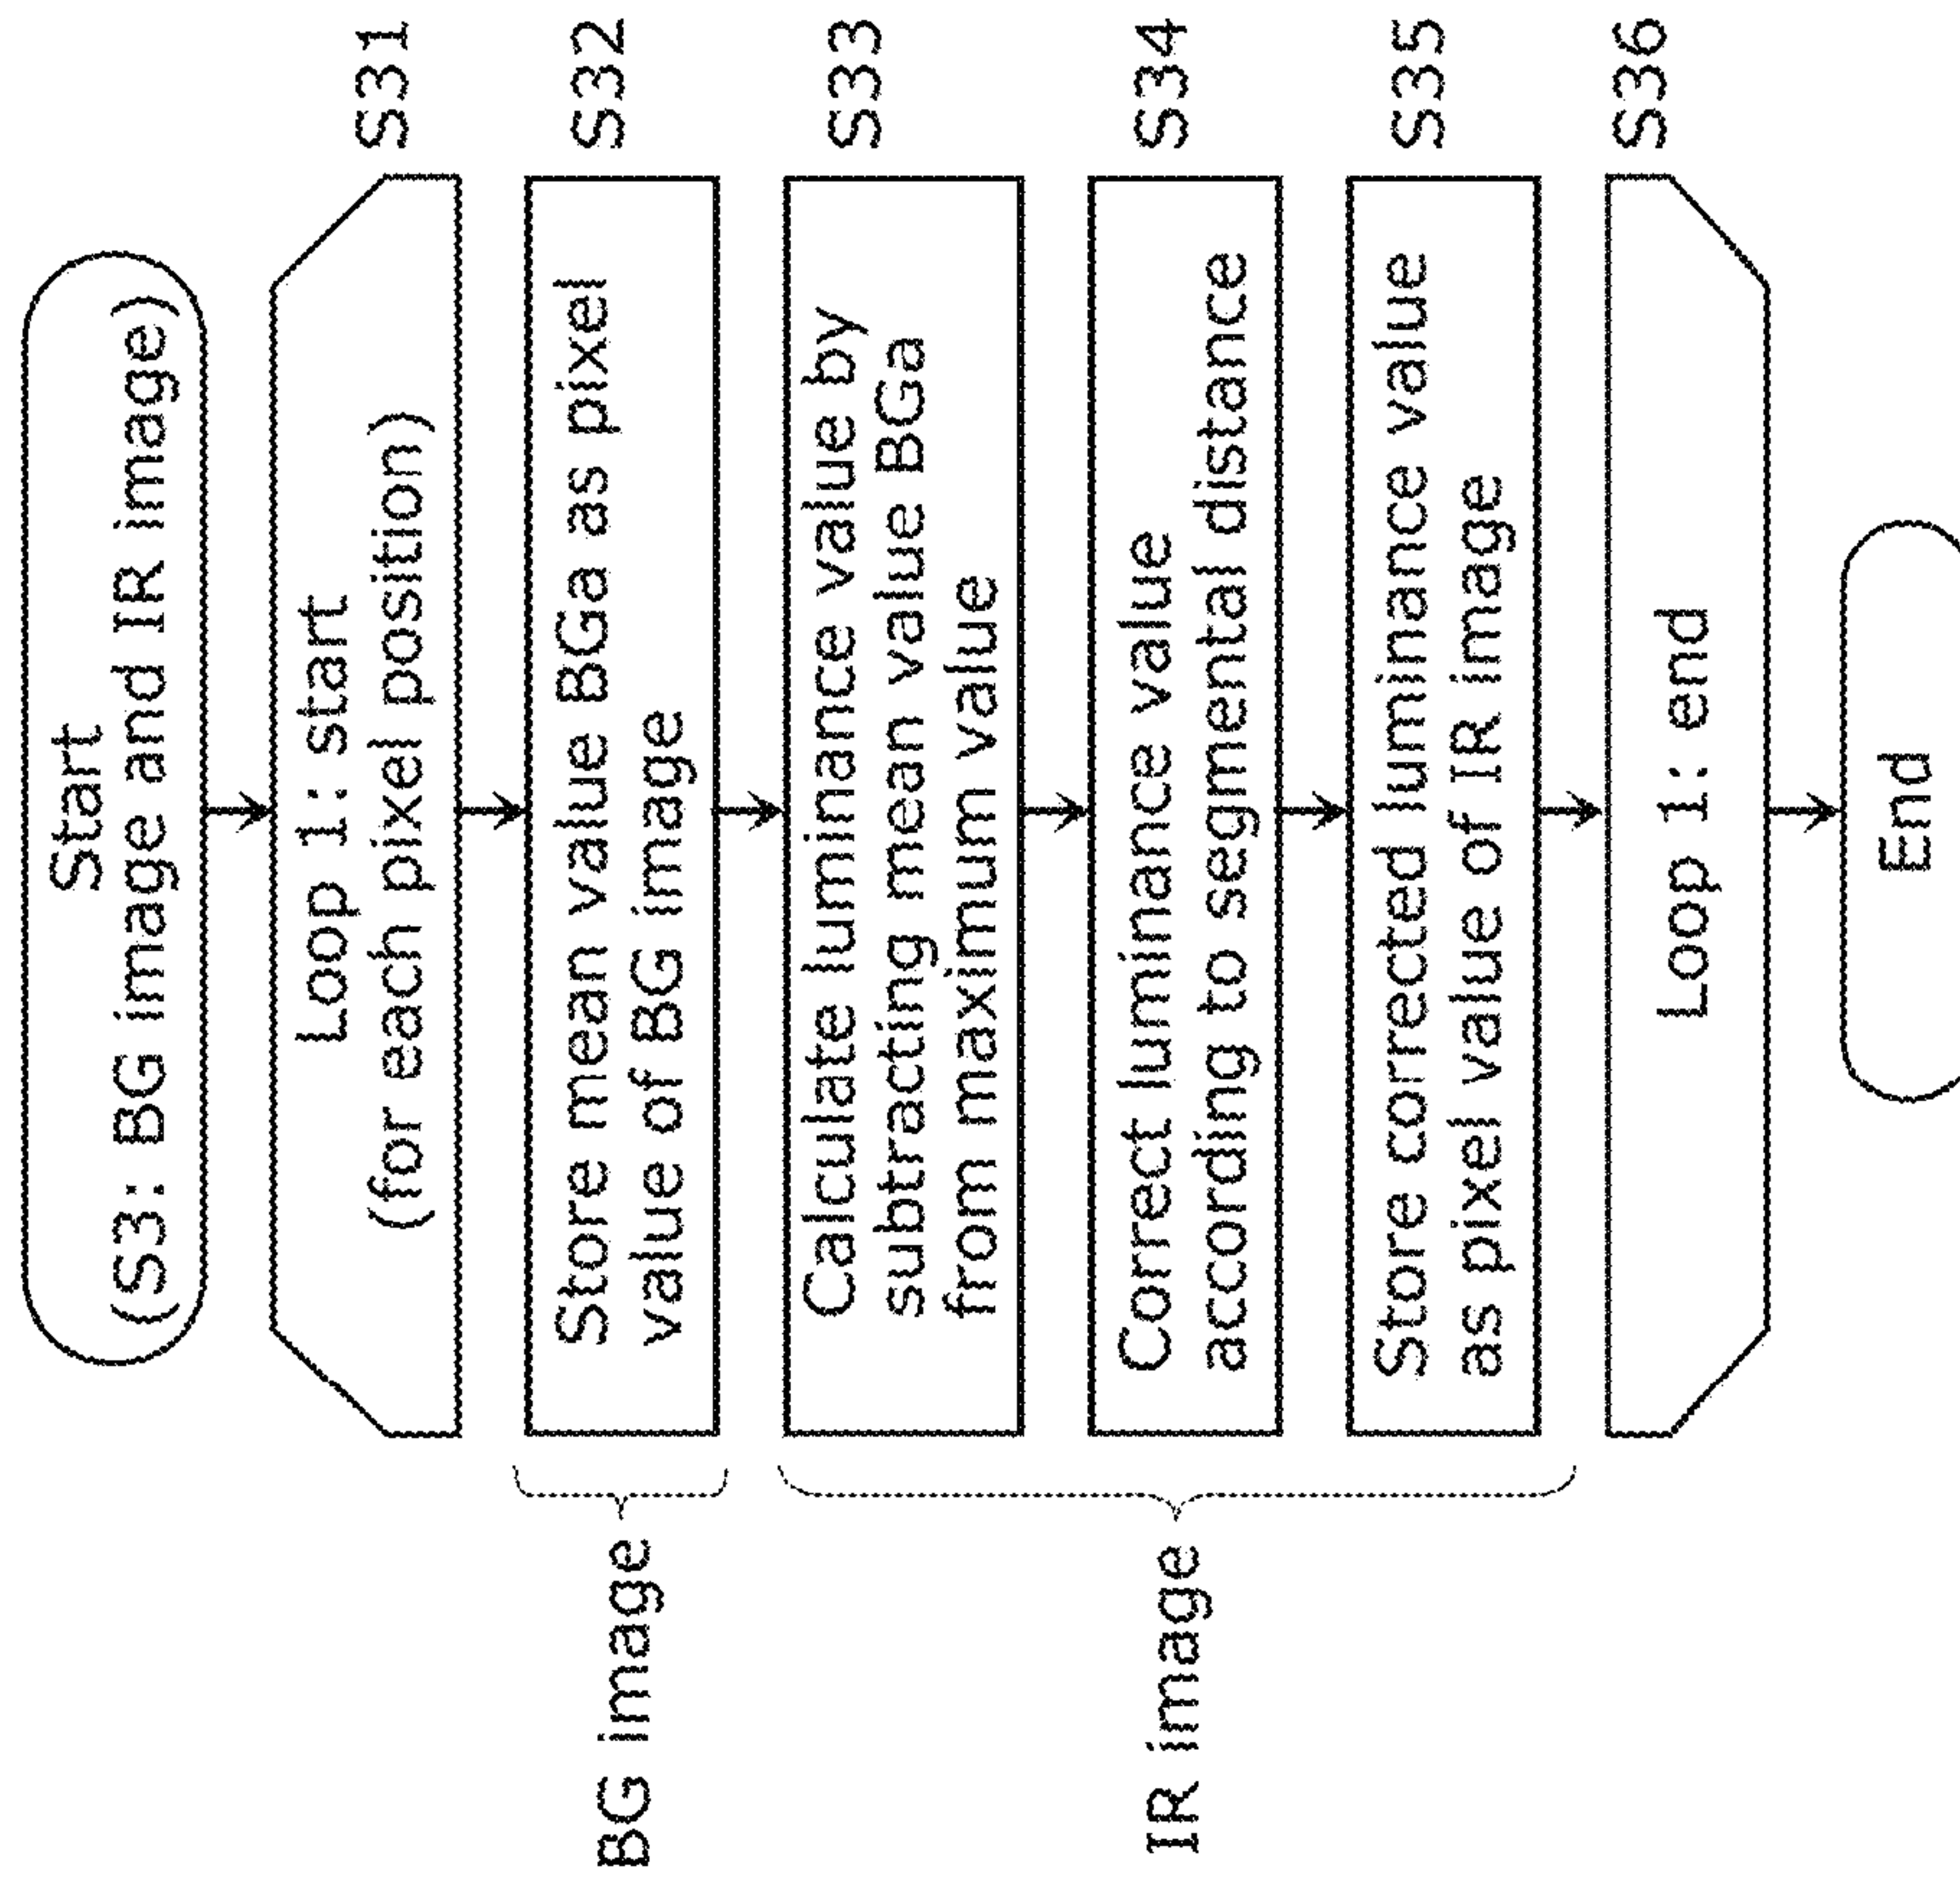 Start
(S3: BG image and IR image)
Loop 1: start
(for each pixel position)
S31
BG image
Store mean value BGa as pixel
value of BG image
S32
IR image
Calculate luminance value by
subtracting mean value BGa
from maximum value
S33
Correct luminance value
according to segmental distance
S34
Store corrected luminance value
as pixel value of IR image
S35
Loop 1: end
S36
End